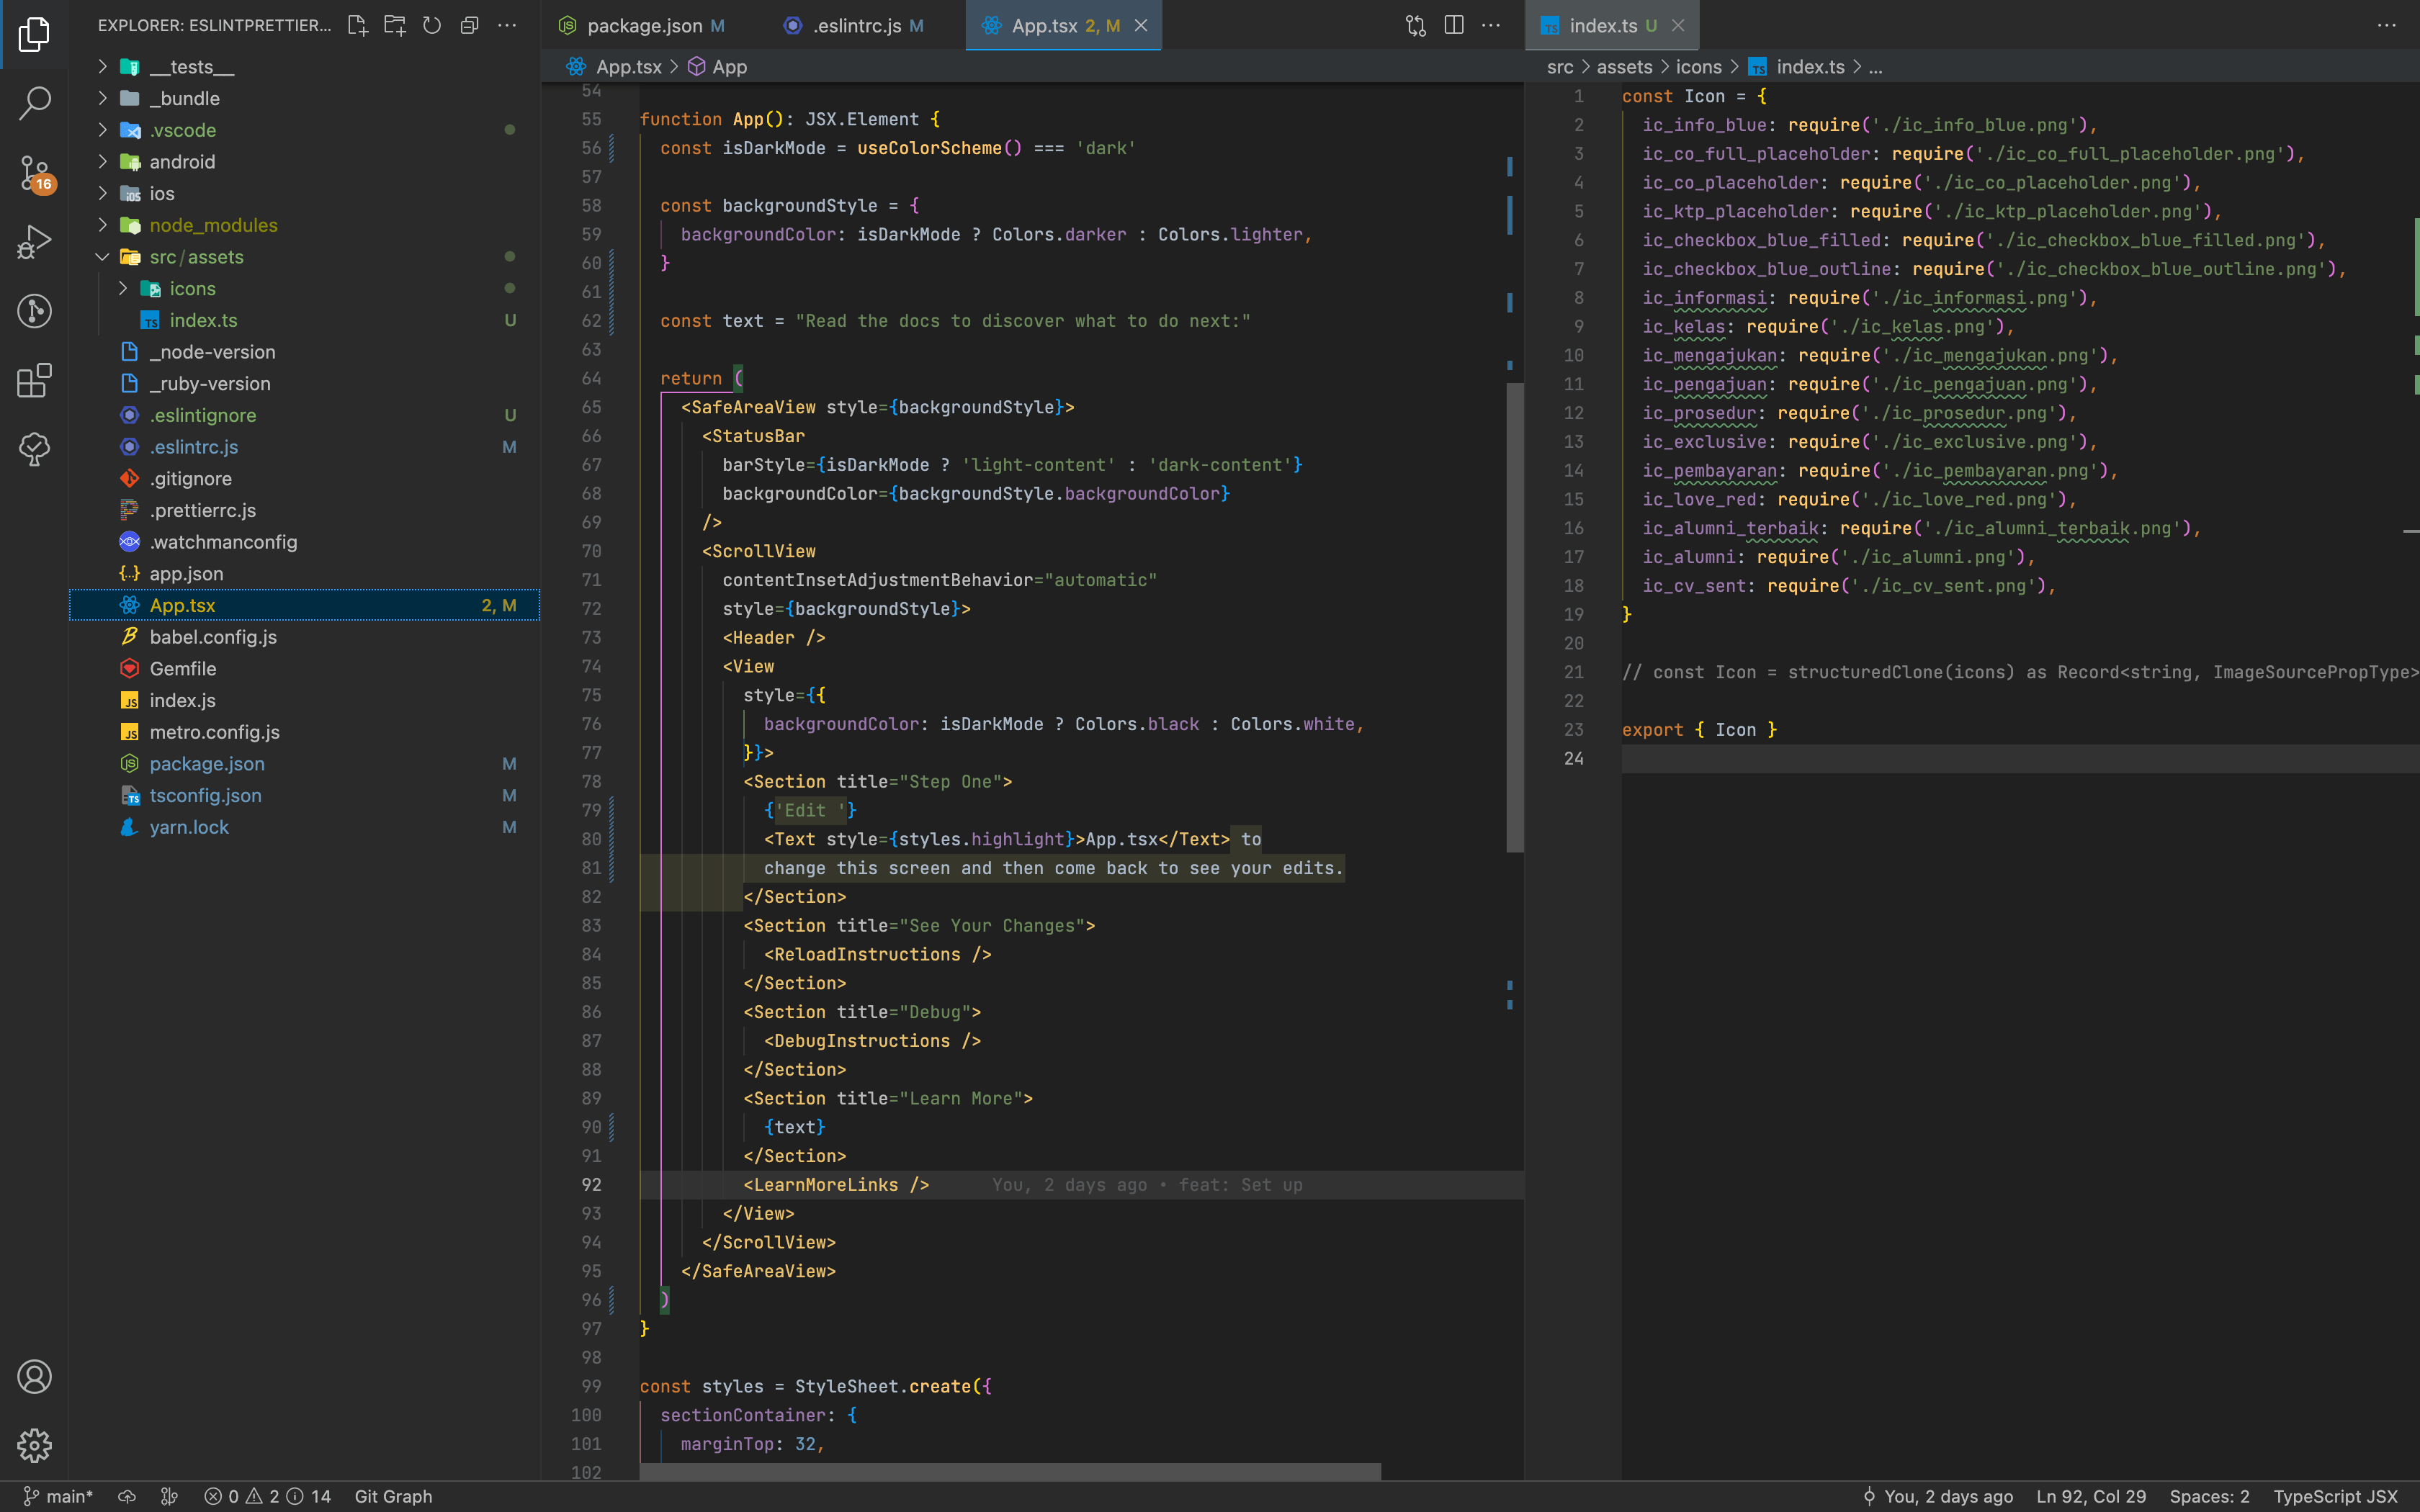 EXPLORER: ESLINTPRETTIER...
__tests__
_bundle
.vscode
android
ios
node_modules
src/assets
icons
index.ts U
_node-version
_ruby-version
.eslintignore U
.eslintrc.js M
.gitignore
.prettierrc.js
.watchmanconfig
app.json
App.tsx 2, M
babel.config.js
Gemfile
index.js
metro.config.js
package.json M
tsconfig.json M
yarn.lock M
16
package.json M .eslintrc.js M App.tsx 2, M
App.tsx > App
54
55 function App(): JSX.Element {
56 const isDarkMode = useColorScheme() === 'dark'
57
58 const backgroundStyle = {
59 backgroundColor: isDarkMode ? Colors.darker : Colors.lighter,
60 }
61
62 const text = "Read the docs to discover what to do next:"
63
64 return (
65 <SafeAreaView style={backgroundStyle}>
66 <StatusBar
67 barStyle={isDarkMode ? 'light-content' : 'dark-content'}
68 backgroundColor={backgroundStyle.backgroundColor}
69 />
70 <ScrollView
71 contentInsetAdjustmentBehavior="automatic"
72 style={backgroundStyle}>
73 <Header />
74 <View
75 style={{
76 backgroundColor: isDarkMode ? Colors.black : Colors.white,
77 }}>
78 <Section title="Step One">
79 {'Edit '}
80 <Text style={styles.highlight}>App.tsx</Text> to
81 change this screen and then come back to see your edits.
82 </Section>
83 <Section title="See Your Changes">
84 <ReloadInstructions />
85 </Section>
86 <Section title="Debug">
87 <DebugInstructions />
88 </Section>
89 <Section title="Learn More">
90 {text}
91 </Section>
92 <LearnMoreLinks /> You, 2 days ago • feat: Set up
93 </View>
94 </ScrollView>
95 </SafeAreaView>
96 )
97 }
98
99 const styles = StyleSheet.create({
100 sectionContainer: {
101 marginTop: 32,
102
index.ts U
src > assets > icons > TS index.ts > ...
1 const Icon = {
2 ic_info_blue: require('./ic_info_blue.png'),
3 ic_co_full_placeholder: require('./ic_co_full_placeholder.png'),
4 ic_co_placeholder: require('./ic_co_placeholder.png'),
5 ic_ktp_placeholder: require('./ic_ktp_placeholder.png'),
6 ic_checkbox_blue_filled: require('./ic_checkbox_blue_filled.png'),
7 ic_checkbox_blue_outline: require('./ic_checkbox_blue_outline.png'),
8 ic_informasi: require('./ic_informasi.png'),
9 ic_kelas: require('./ic_kelas.png'),
10 ic_mengajukan: require('./ic_mengajukan.png'),
11 ic_pengajuan: require('./ic_pengajuan.png'),
12 ic_prosedur: require('./ic_prosedur.png'),
13 ic_exclusive: require('./ic_exclusive.png'),
14 ic_pembayaran: require('./ic_pembayaran.png'),
15 ic_love_red: require('./ic_love_red.png'),
16 ic_alumni_terbaik: require('./ic_alumni_terbaik.png'),
17 ic_alumni: require('./ic_alumni.png'),
18 ic_cv_sent: require('./ic_cv_sent.png'),
19 }
20
21 // const Icon = structuredClone(icons) as Record<string, ImageSourcePropType>
22
23 export { Icon }
24
main* 0 2 14 Git Graph You, 2 days ago Ln 92, Col 29 Spaces: 2 TypeScript JSX